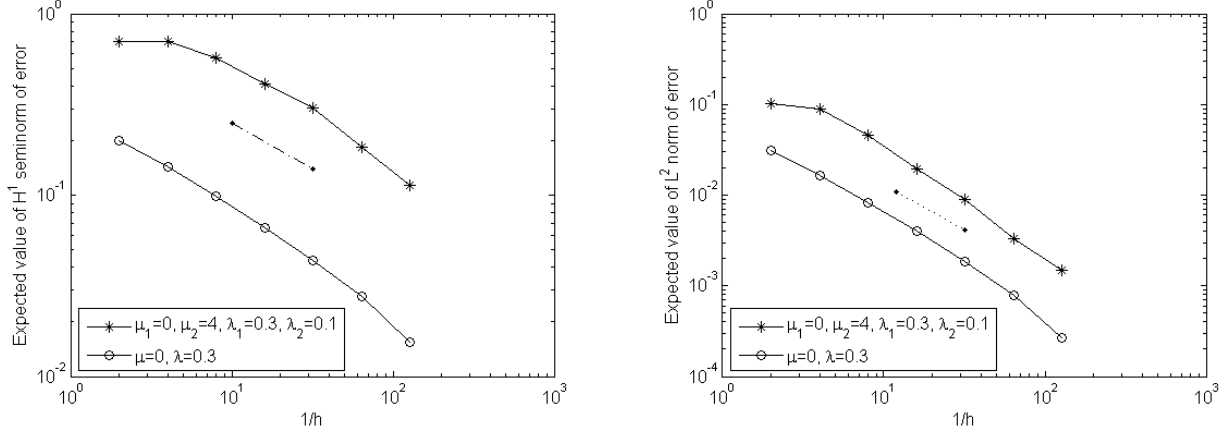 10^0
10^-1
10^-2
Expected value of H^1 seminorm of error
μ_1=0, μ_2=4, λ_1=0.3, λ_2=0.1
μ=0, λ=0.3
10^0
10^1
10^2
10^3
1/h
10^0
10^-1
10^-2
10^-3
10^-4
Expected value of L^2 norm of error
μ_1=0, μ_2=4, λ_1=0.3, λ_2=0.1
μ=0, λ=0.3
10^0
10^1
10^2
10^3
1/h